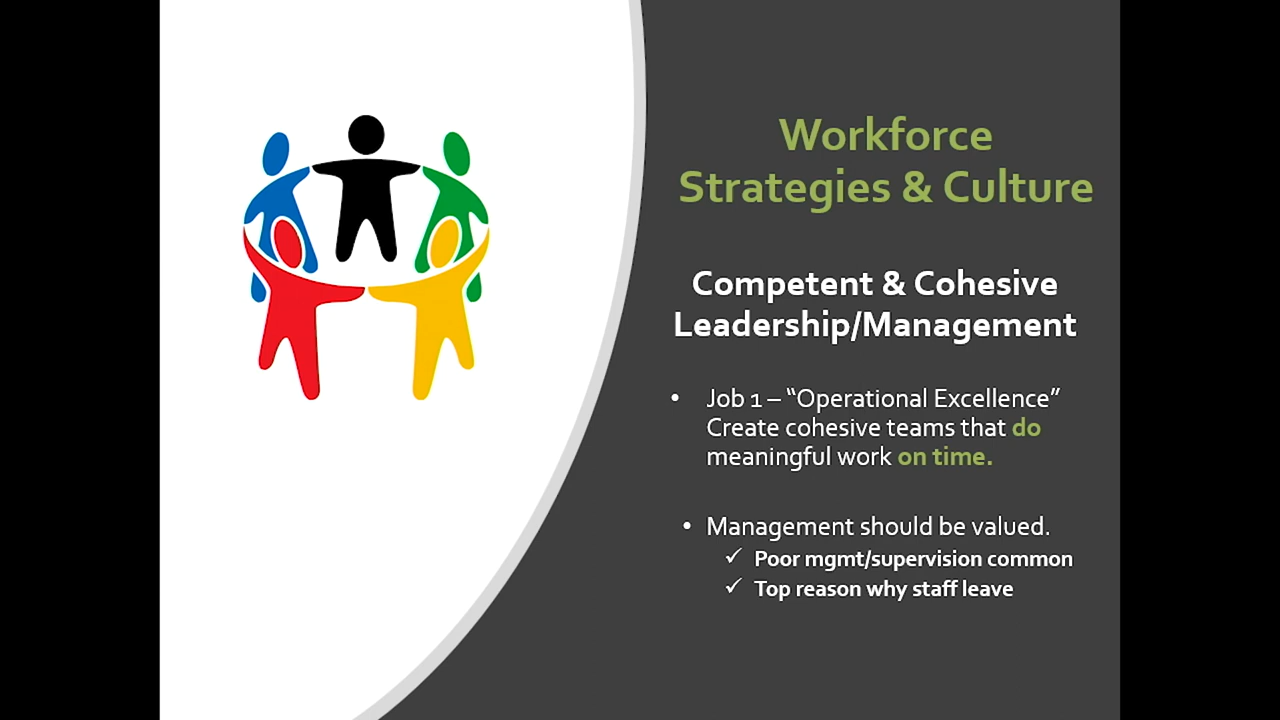 Workforce
Strategies & Culture
Competent & Cohesive
Leadership/Management
• Job 1 – “Operational Excellence”
Create cohesive teams that do
meaningful work on time.
• Management should be valued.
✓ Poor mgmt/supervision common
✓ Top reason why staff leave